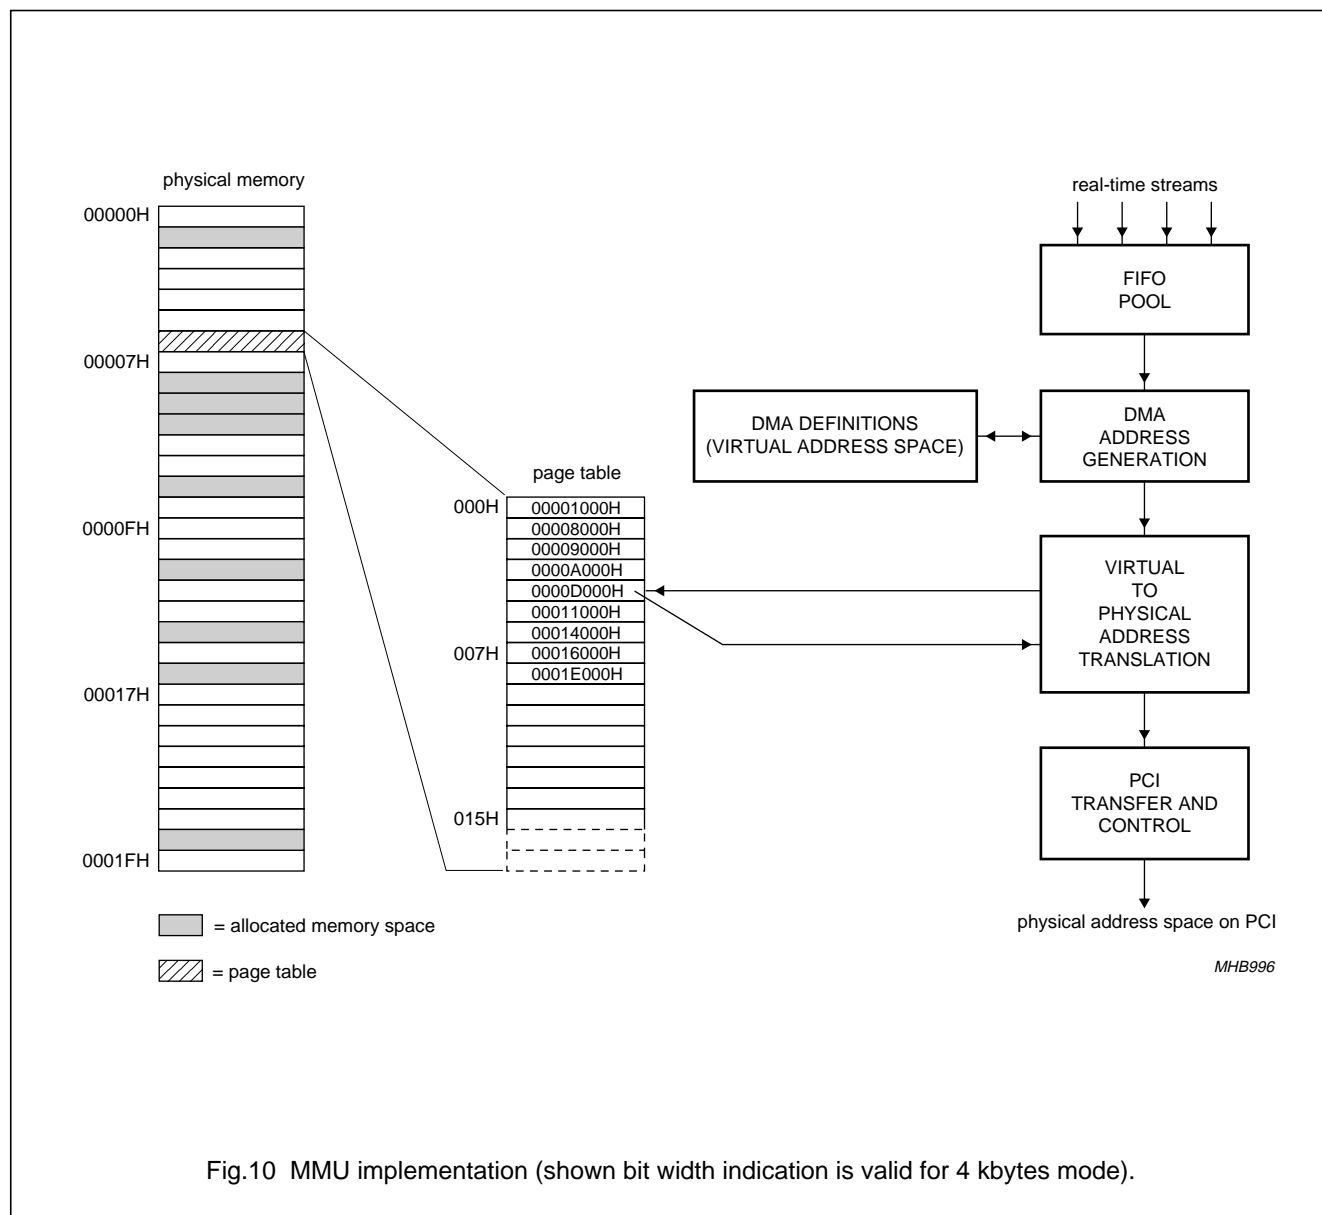 physical memory
00000H
00007H
0000FH
00017H
0001FH
= allocated memory space
= page table
page table
000H
00001000H
00008000H
00009000H
0000A000H
0000D000H
00011000H
00014000H
007H
00016000H
0001E000H
015H
real-time streams
FIFO
POOL
DMA DEFINITIONS
(VIRTUAL ADDRESS SPACE)
DMA
ADDRESS
GENERATION
VIRTUAL
TO
PHYSICAL
ADDRESS
TRANSLATION
PCI
TRANSFER AND
CONTROL
physical address space on PCI
MHB996
Fig.10 MMU implementation (shown bit width indication is valid for 4 kbytes mode).